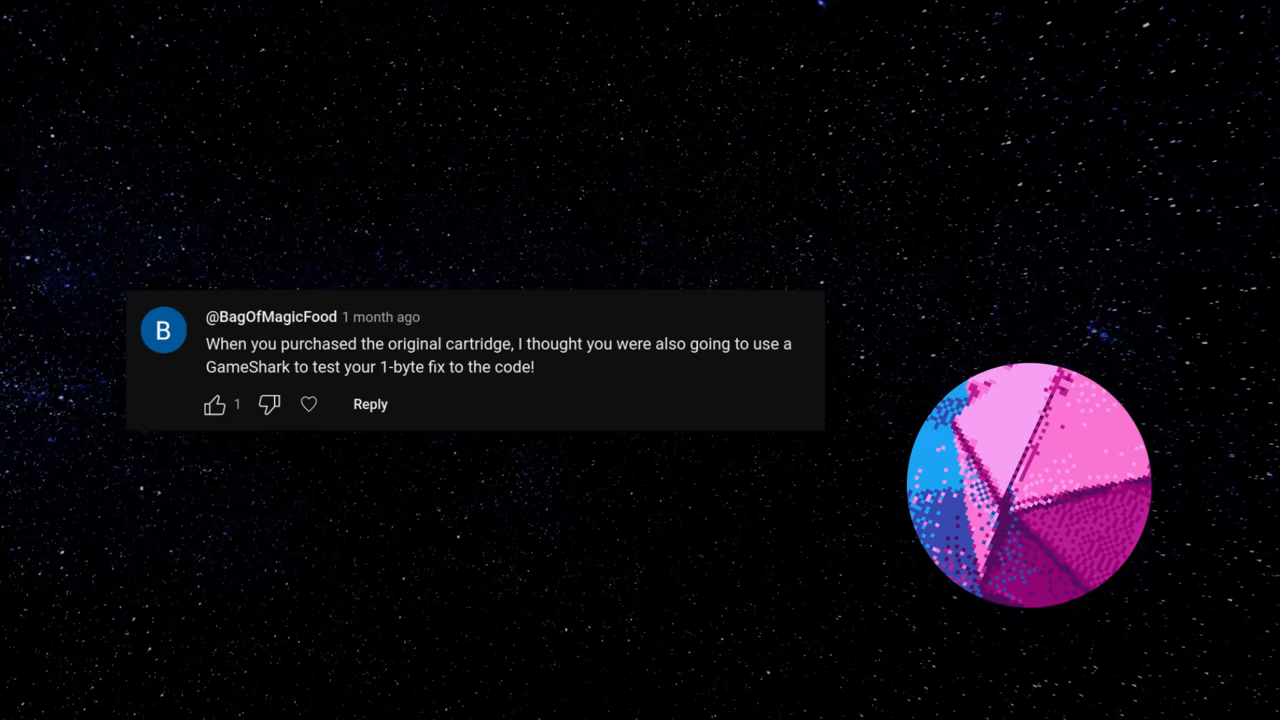 B
@BagOfMagicFood 1 month ago
When you purchased the original cartridge, I thought you were also going to use a
GameShark to test your 1-byte fix to the code!
1
Reply